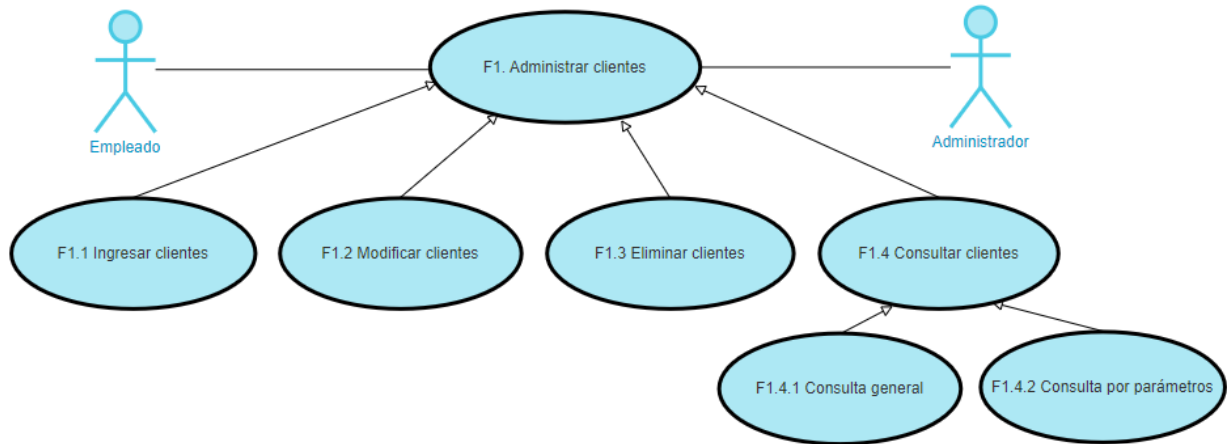 F1. Administrar clientes
Empleado
Administrador
F1.1 Ingresar clientes
F1.2 Modificar clientes
F1.3 Eliminar clientes
F1.4 Consultar clientes
F1.4.1 Consulta general
F1.4.2 Consulta por parámetros